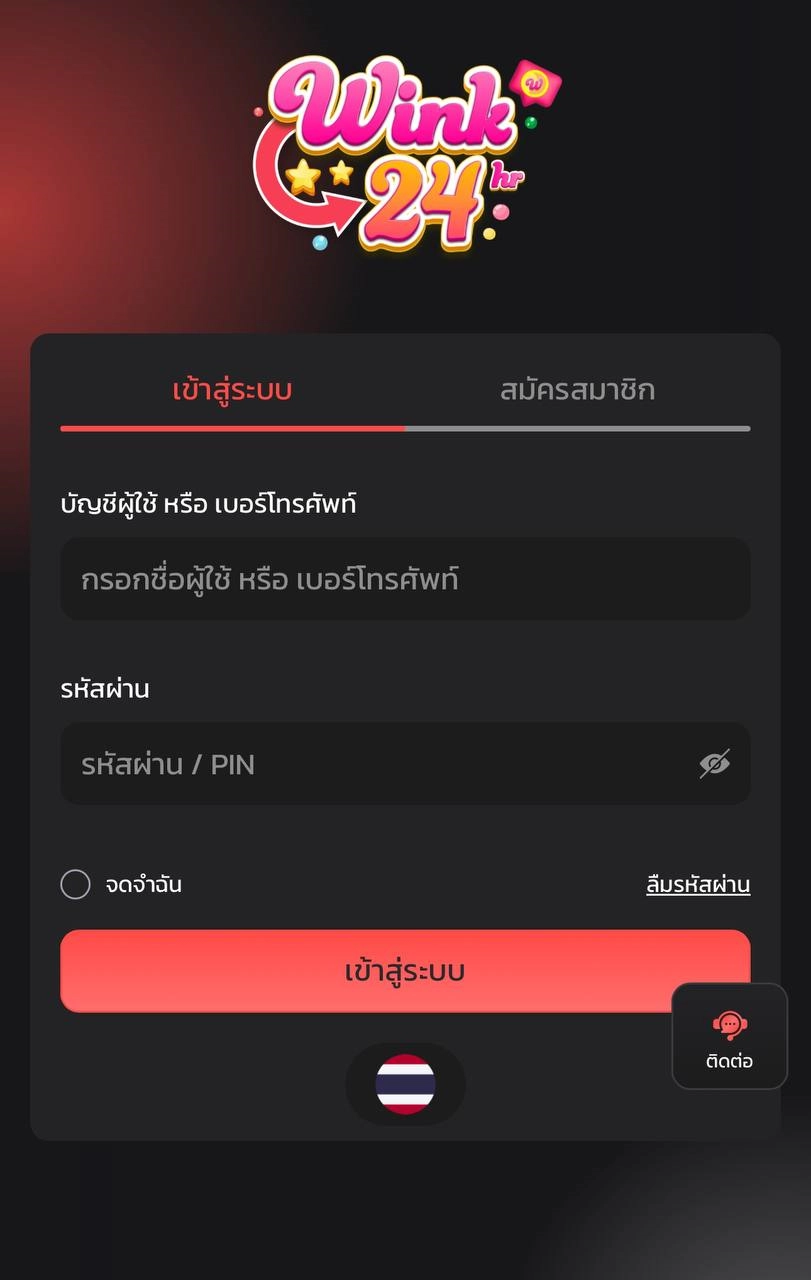 Wink
24 hr
W
เข้าสู่ระบบ
สมัครสมาชิก
บัญชีผู้ใช้ หรือ เบอร์โทรศัพท์
กรอกชื่อผู้ใช้ หรือ เบอร์โทรศัพท์
รหัสผ่าน
รหัสผ่าน / PIN
จดจำฉัน
ลืมรหัสผ่าน
เข้าสู่ระบบ
ติดต่อ